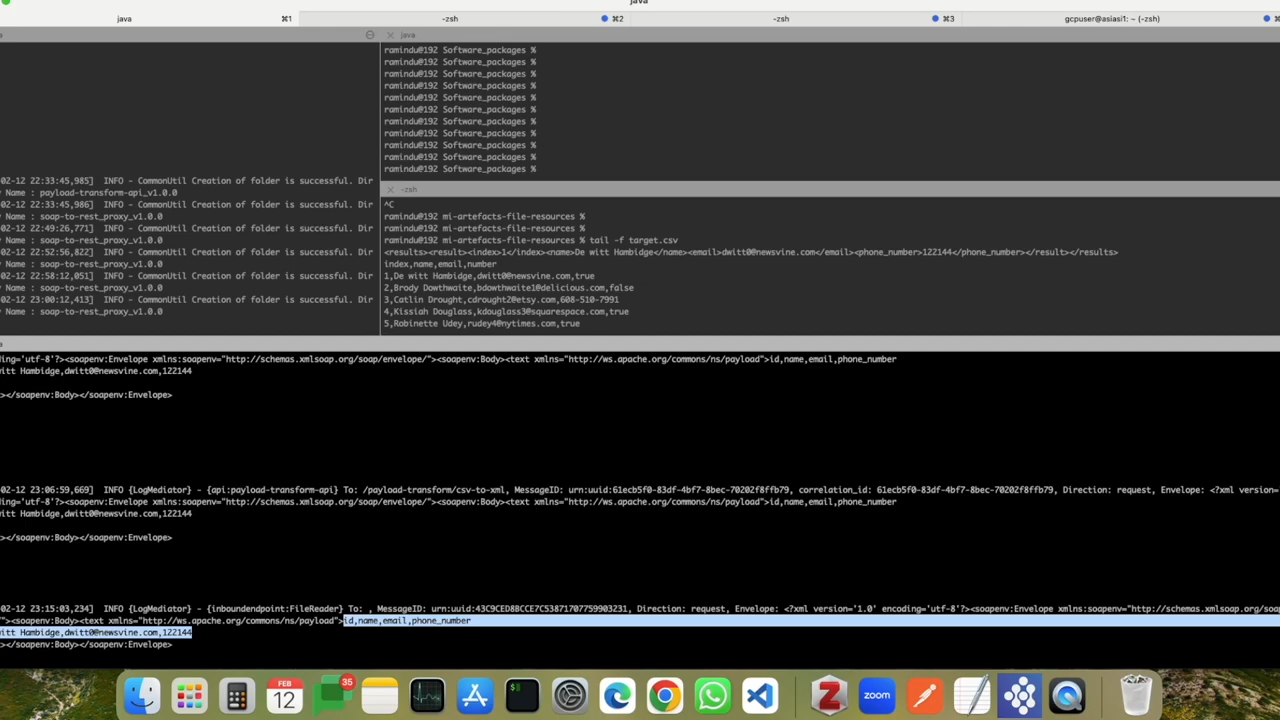 java
java ⌘1 -zsh ⌘2 -zsh ⌘3 gcpuser@asiasi1: ~ (-zsh)
java
ramindu@192 Software_packages %
ramindu@192 Software_packages %
ramindu@192 Software_packages %
ramindu@192 Software_packages %
ramindu@192 Software_packages %
ramindu@192 Software_packages %
ramindu@192 Software_packages %
ramindu@192 Software_packages %
ramindu@192 Software_packages %
ramindu@192 Software_packages %
ramindu@192 Software_packages %
02-12 22:33:45,985] INFO - CommonUtil Creation of folder is successful. Dir
Name : payload-transform-api_v1.0.0
02-12 22:33:45,986] INFO - CommonUtil Creation of folder is successful. Dir
Name : soap-to-rest_proxy_v1.0.0
02-12 22:49:26,771] INFO - CommonUtil Creation of folder is successful. Dir
Name : soap-to-rest_proxy_v1.0.0
02-12 22:52:56,822] INFO - CommonUtil Creation of folder is successful. Dir
Name : soap-to-rest_proxy_v1.0.0
02-12 22:58:12,051] INFO - CommonUtil Creation of folder is successful. Dir
Name : soap-to-rest_proxy_v1.0.0
02-12 23:00:12,413] INFO - CommonUtil Creation of folder is successful. Dir
Name : soap-to-rest_proxy_v1.0.0
-zsh
^C
ramindu@192 mi-artefacts-file-resources %
ramindu@192 mi-artefacts-file-resources %
ramindu@192 mi-artefacts-file-resources % tail -f target.csv
<results><result><index>1</index><name>De witt Hambidge</name><email>dwitt0@newsvine.com</email><phone_number>122144</phone_number></result></results>
index,name,email,number
1,De witt Hambidge,dwitt0@newsvine.com,true
2,Brody Dowthwaite,bdowthwaite1@delicious.com,false
3,Catlin Drought,cdrought2@etsy.com,608-510-7991
4,Kissiah Douglass,kdouglass3@squarespace.com,true
5,Robinette Udey,rudey4@nytimes.com,true
ding='utf-8'?><soapenv:Envelope xmlns:soapenv="http://schemas.xmlsoap.org/soap/envelope/"><soapenv:Body><text xmlns="http://ws.apache.org/commons/ns/payload">id,name,email,phone_number
witt Hambidge,dwitt0@newsvine.com,122144
></soapenv:Body></soapenv:Envelope>
02-12 23:06:59,669] INFO {LogMediator} - {api:payload-transform-api} To: /payload-transform/csv-to-xml, MessageID: urn:uuid:61ecb5f0-83df-4bf7-8bec-70202f8ffb79, correlation_id: 61ecb5f0-83df-4bf7-8bec-70202f8ffb79, Direction: request, Envelope: <?xml version=
ding='utf-8'?><soapenv:Envelope xmlns:soapenv="http://schemas.xmlsoap.org/soap/envelope/"><soapenv:Body><text xmlns="http://ws.apache.org/commons/ns/payload">id,name,email,phone_number
witt Hambidge,dwitt0@newsvine.com,122144
></soapenv:Body></soapenv:Envelope>
02-12 23:15:03,234] INFO {LogMediator} - {inboundendpoint:FileReader} To: , MessageID: urn:uuid:43C9CED8BCCE7C53871707759903231, Direction: request, Envelope: <?xml version='1.0' encoding='utf-8'?><soapenv:Envelope xmlns:soapenv="http://schemas.xmlsoap.org/soa
/"><soapenv:Body><text xmlns="http://ws.apache.org/commons/ns/payload">id,name,email,phone_number
witt Hambidge,dwitt0@newsvine.com,122144
></soapenv:Body></soapenv:Envelope>
FEB
12
35
zoom